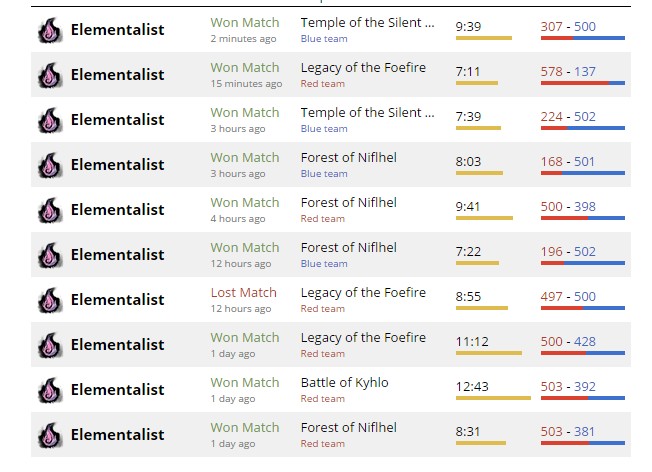 Elementalist Won Match Temple of the Silent ... 9:39 307 - 500
2 minutes ago Blue team
Elementalist Won Match Legacy of the Foefire 7:11 578 - 137
15 minutes ago Red team
Elementalist Won Match Temple of the Silent ... 7:39 224 - 502
3 hours ago Blue team
Elementalist Won Match Forest of Niflhel 8:03 168 - 501
3 hours ago Blue team
Elementalist Won Match Forest of Niflhel 9:41 500 - 398
4 hours ago Red team
Elementalist Won Match Forest of Niflhel 7:22 196 - 502
12 hours ago Blue team
Elementalist Lost Match Legacy of the Foefire 8:55 497 - 500
12 hours ago Red team
Elementalist Won Match Legacy of the Foefire 11:12 500 - 428
1 day ago Red team
Elementalist Won Match Battle of Kyhlo 12:43 503 - 392
1 day ago Red team
Elementalist Won Match Forest of Niflhel 8:31 503 - 381
1 day ago Red team